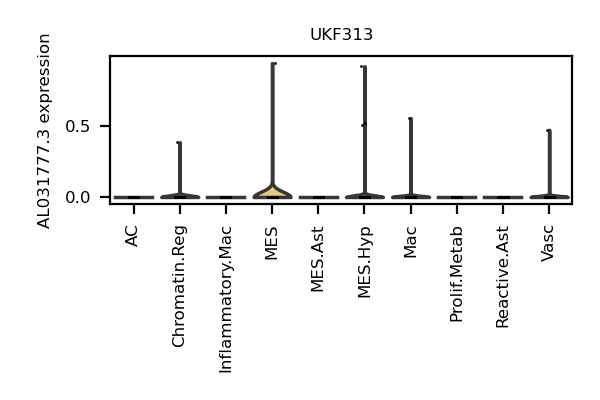 UKF313
AL031777.3 expression
0.5
0.0
AC
Chromatin.Reg
Inflammatory.Mac
MES
MES.Ast
MES.Hyp
Mac
Prolif.Metab
Reactive.Ast
Vasc